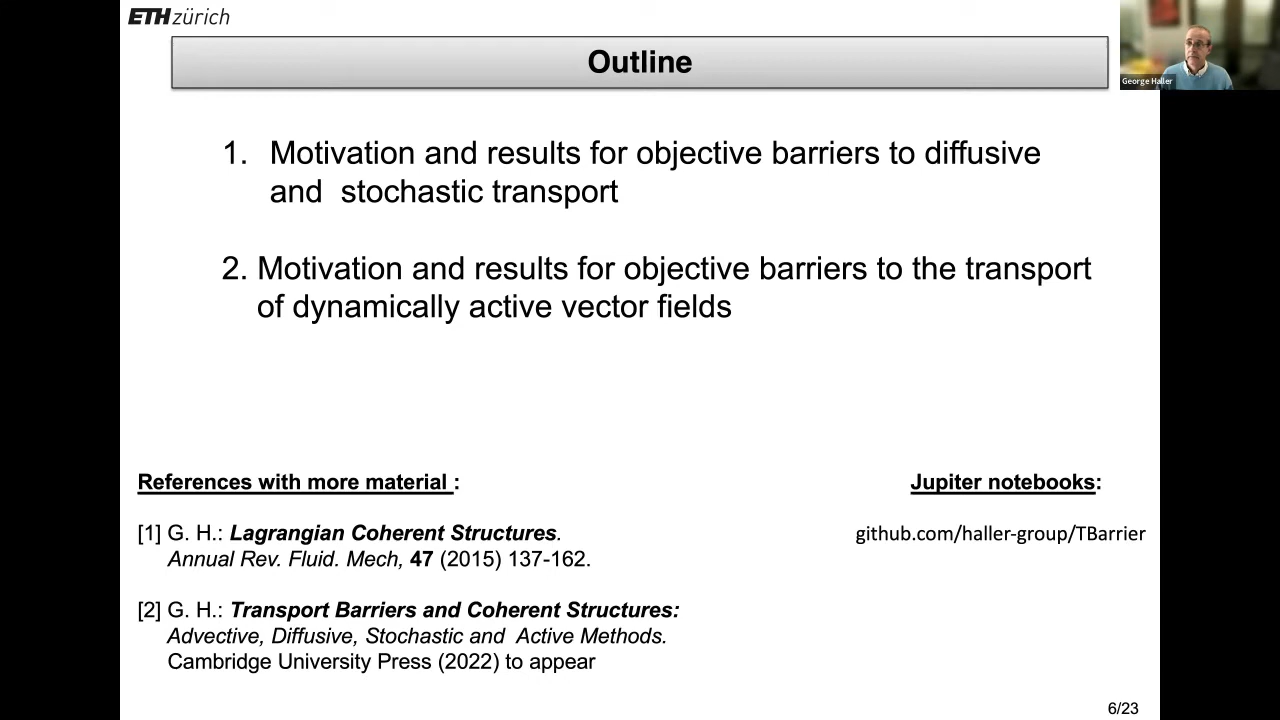 ETH zürich
Outline
George Haller
1. Motivation and results for objective barriers to diffusive
and stochastic transport
2. Motivation and results for objective barriers to the transport
of dynamically active vector fields
References with more material :
Jupiter notebooks:
[1] G. H.: Lagrangian Coherent Structures.
github.com/haller-group/TBarrier
Annual Rev. Fluid. Mech, 47 (2015) 137-162.
[2] G. H.: Transport Barriers and Coherent Structures:
Advective, Diffusive, Stochastic and Active Methods.
Cambridge University Press (2022) to appear
6/23